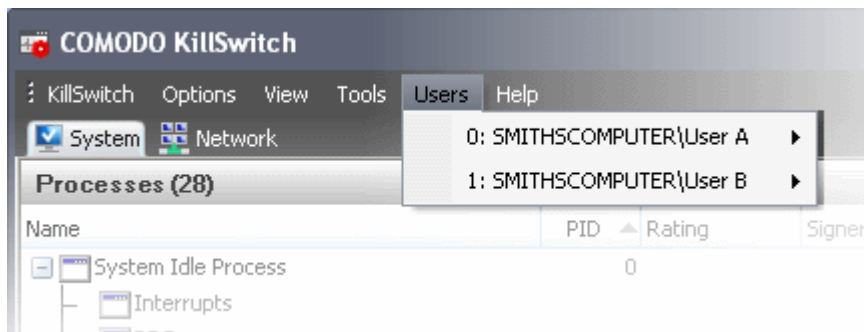 COMODO KillSwitch
KillSwitch Options View Tools Users Help
0: SMITHSCOMPUTER\User A
System Network
1: SMITHSCOMPUTER\User B
Processes (28)
Name PID Rating Signer
System Idle Process 0
Interrupts